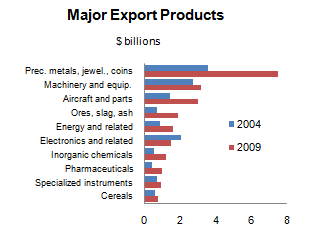 Major Export Products
$ billions
Prec. metals, jewel., coins
Machinery and equip.
Aircraft and parts
Ores, slag, ash
Energy and related
Electronics and related
Inorganic chemicals
Pharmaceuticals
Specialized instruments
Cereals
2004
2009
0 2 4 6 8